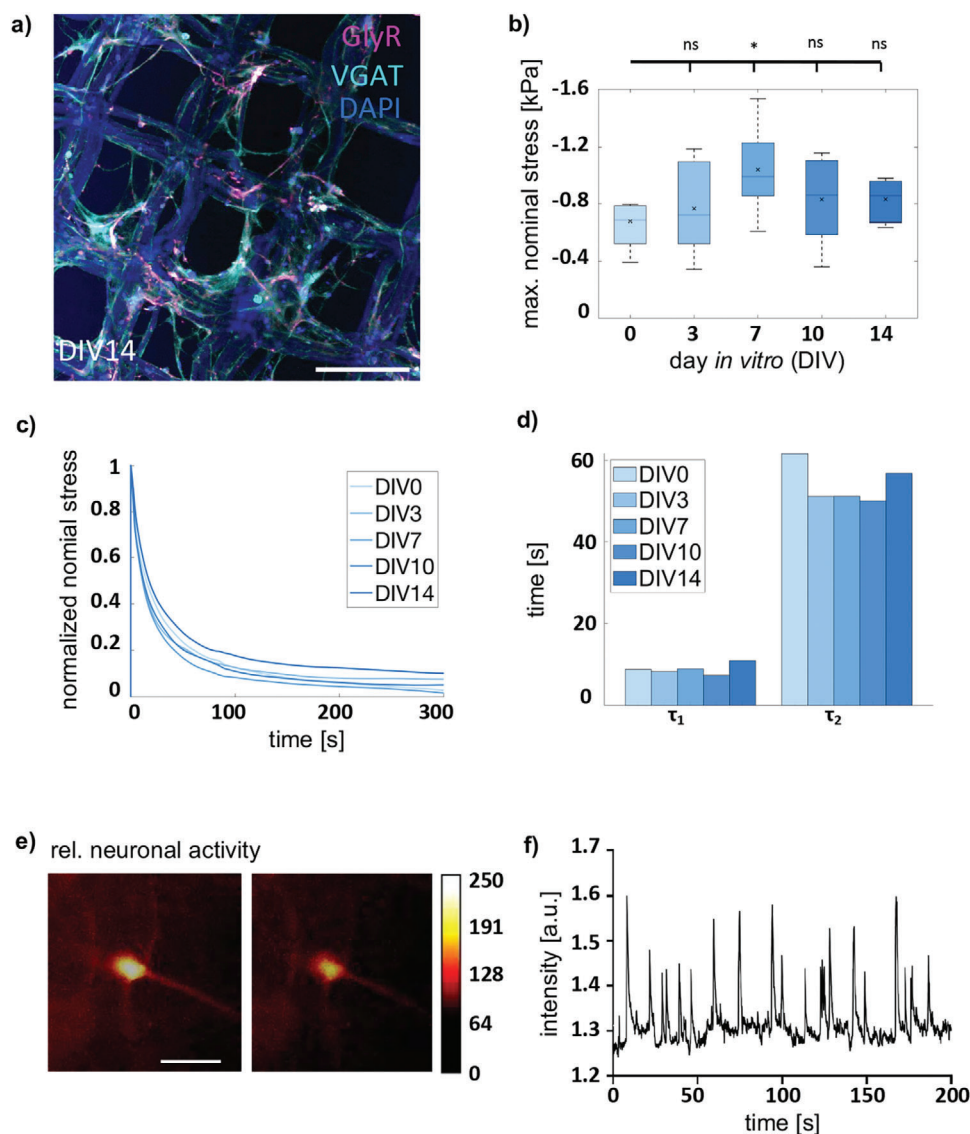 a)
GlyR
VGAT
DAPI
DIV14
b)
ns
*
ns
ns
max. nominal stress [kPa]
-1.6
-1.2
-0.8
-0.4
0
0
3
7
10
14
day in vitro (DIV)
c)
normalized nomial stress
1
0.8
0.6
0.4
0.2
0
0
100
200
300
time [s]
DIV0
DIV3
DIV7
DIV10
DIV14
d)
time [s]
60
40
20
0
DIV0
DIV3
DIV7
DIV10
DIV14
τ1
τ2
e)
rel. neuronal activity
250
191
128
64
0
f)
intensity [a.u.]
1.7
1.6
1.5
1.4
1.3
1.2
0
50
100
150
200
time [s]